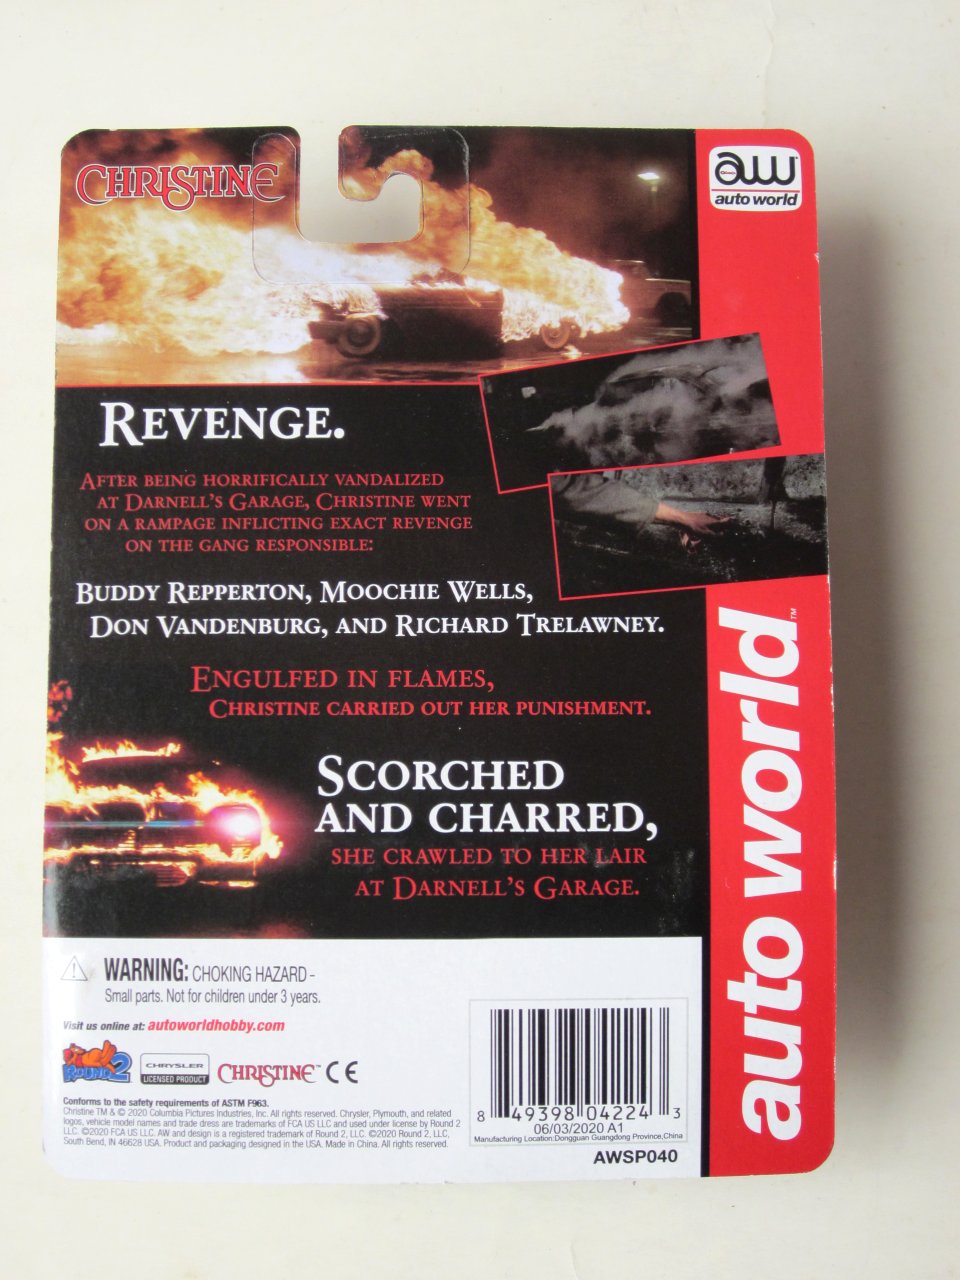 CHRISTINE
aw
auto world
REVENGE.
AFTER BEING HORRIFICALLY VANDALIZED
AT DARNELL'S GARAGE, CHRISTINE WENT
ON A RAMPAGE INFLICTING EXACT REVENGE
ON THE GANG RESPONSIBLE:
BUDDY REPPERTON, MOOCHIE WELLS,
DON VANDENBURG, AND RICHARD TRELAWNEY.
ENGULFED IN FLAMES,
CHRISTINE CARRIED OUT HER PUNISHMENT.
SCORCHED
AND CHARRED,
SHE CRAWLED TO HER LAIR
AT DARNELL'S GARAGE.
auto world™
WARNING: CHOKING HAZARD -
Small parts. Not for children under 3 years.
Visit us online at: autoworldhobby.com
ROUND 2
CHRYSLER
LICENSED PRODUCT
CHRISTINE™ CE
Conforms to the safety requirements of ASTM F963.
Christine TM & © 2020 Columbia Pictures Industries, Inc. All rights reserved. Chrysler, Plymouth, and related
logos, vehicle model names and trade dress are trademarks of FCA US LLC and used under license by Round 2
LLC. ©2020 FCA US LLC. AW and design is a registered trademark of Round 2, LLC. ©2020 Round 2, LLC,
South Bend, IN 46628 USA. Product and packaging designed in the USA. Made in China. All rights reserved.
8 49398 04224 3
06/03/2020 A1
Manufacturing Location:Dongguan Guangdong Province,China
AWSP040